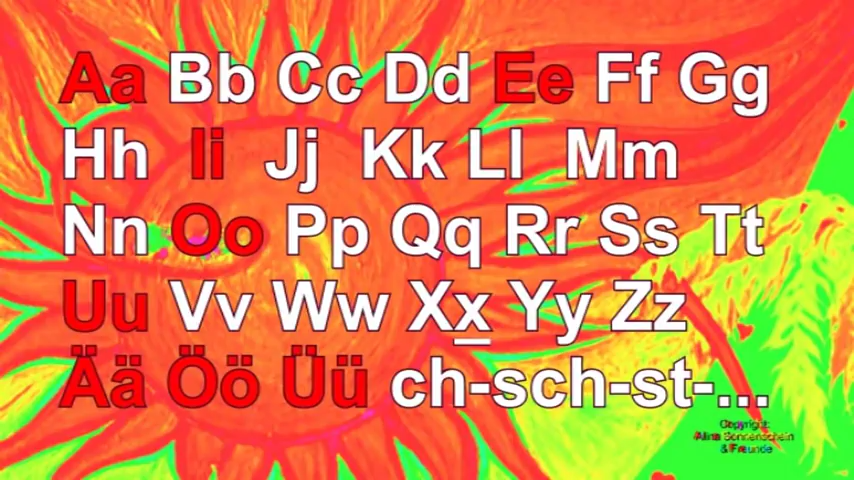 Aa Bb Cc Dd Ee Ff Gg
Hh Ii Jj Kk Ll Mm
Nn Oo Pp Qq Rr Ss Tt
Uu Vv Ww Xx Yy Zz
Ää Öö Üü ch-sch-st-...
Copyright:
Alina Sonnenschein
& Freunde